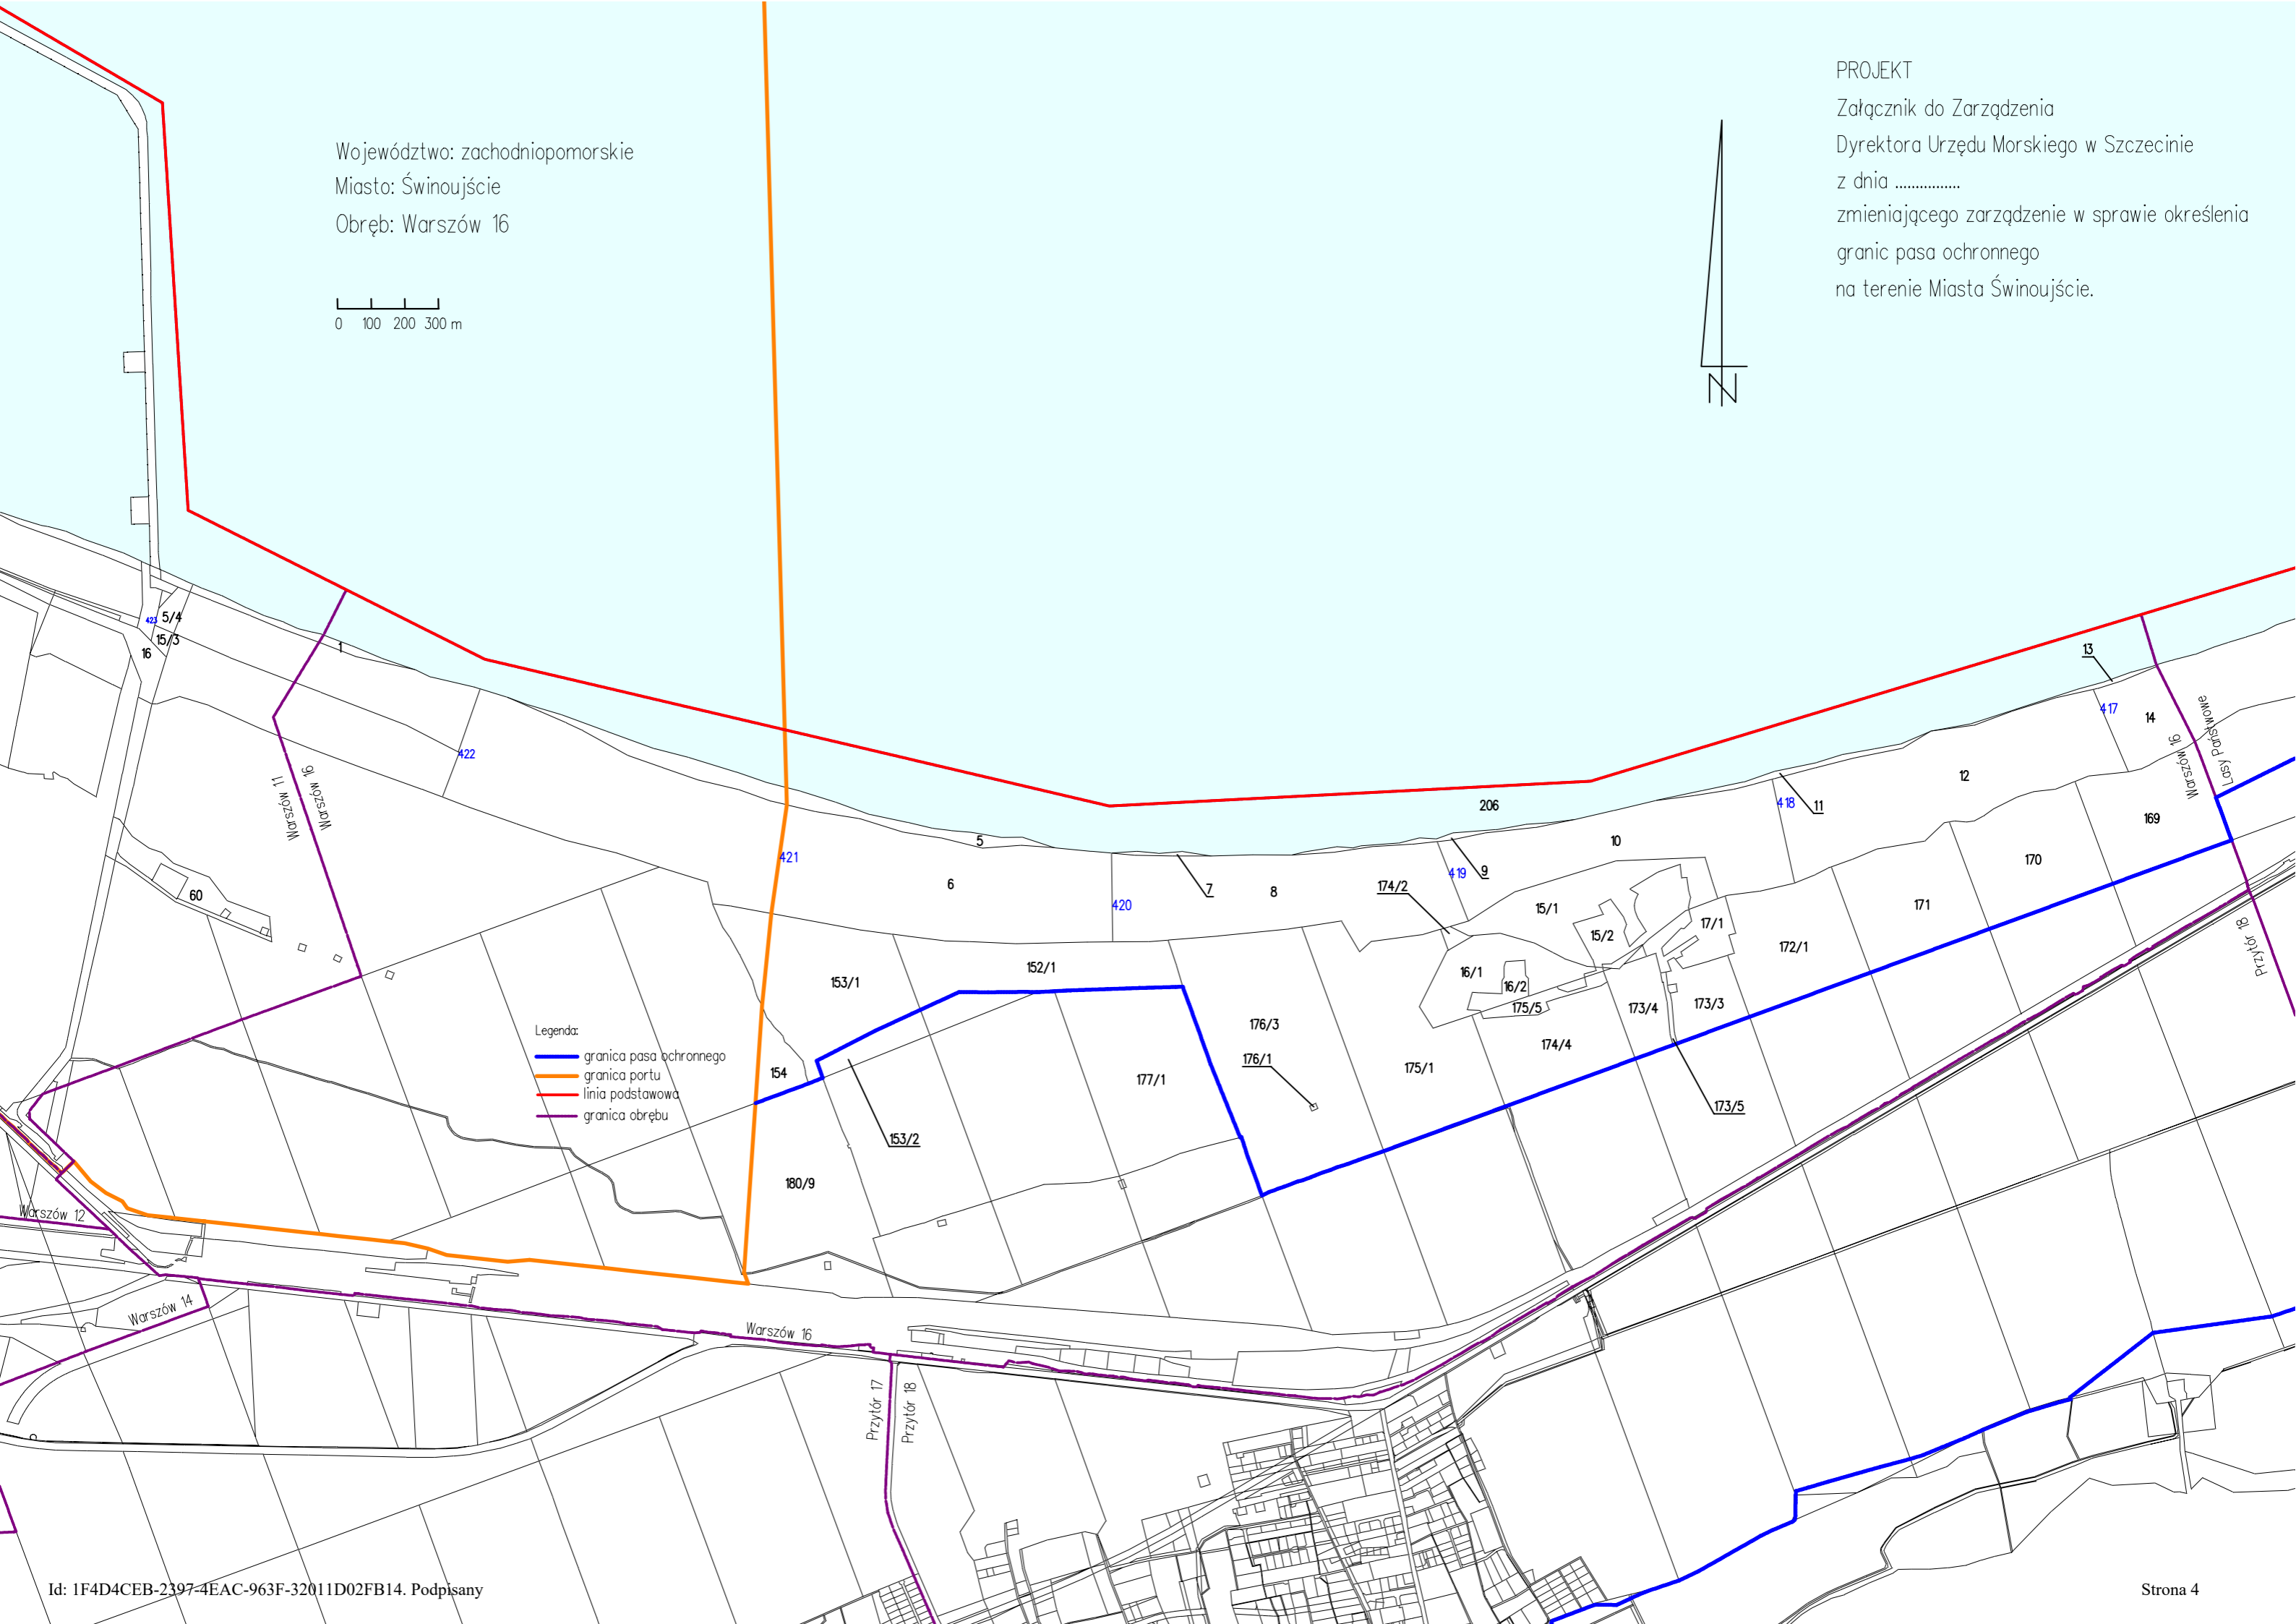 PROJEKT
Załącznik do Zarządzenia
Dyrektora Urzędu Morskiego w Szczecinie
z dnia ................
zmieniającego zarządzenie w sprawie określenia
granic pasa ochronnego
na terenie Miasta Świnoujście.
Województwo: zachodniopomorskie
Miasto: Świnoujście
Obręb: Warszów 16
0 100 200 300 m
N
423
5/4
15/3
16
1
422
Warszów 11
Warszów 16
60
421
5
6
420
7
8
206
9
419
10
11
418
12
13
417
14
Lasy Państwowe
Warszów 16
169
170
171
172/1
17/1
15/1
15/2
174/2
16/1
16/2
175/5
173/4
173/3
174/4
173/5
175/1
176/3
176/1
177/1
152/1
153/1
153/2
154
180/9
Przytór 18
Legenda:
granica pasa ochronnego
granica portu
linia podstawowa
granica obrębu
Warszów 12
Warszów 14
Warszów 16
Przytór 17
Przytór 18
Id: 1F4D4CEB-2397-4EAC-963F-32011D02FB14. Podpisany
Strona 4